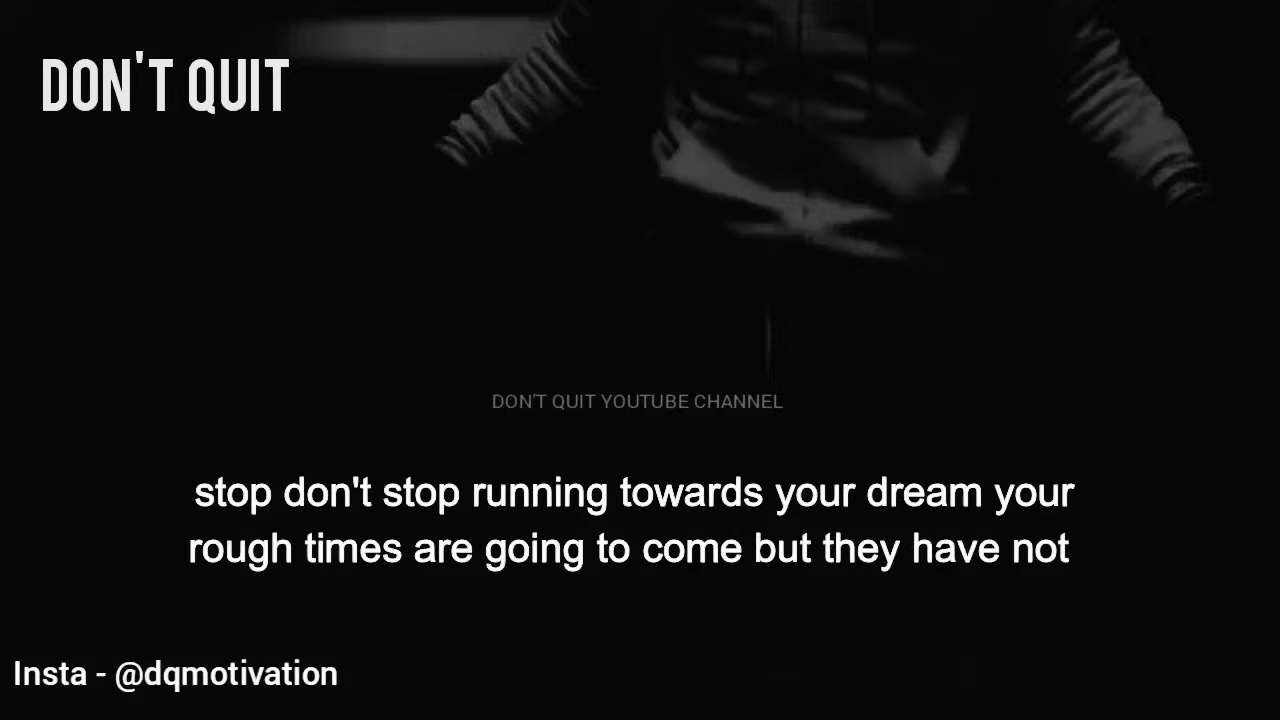 DON'T QUIT
DON'T QUIT YOUTUBE CHANNEL
stop don't stop running towards your dream your
rough times are going to come but they have not
Insta - @dqmotivation